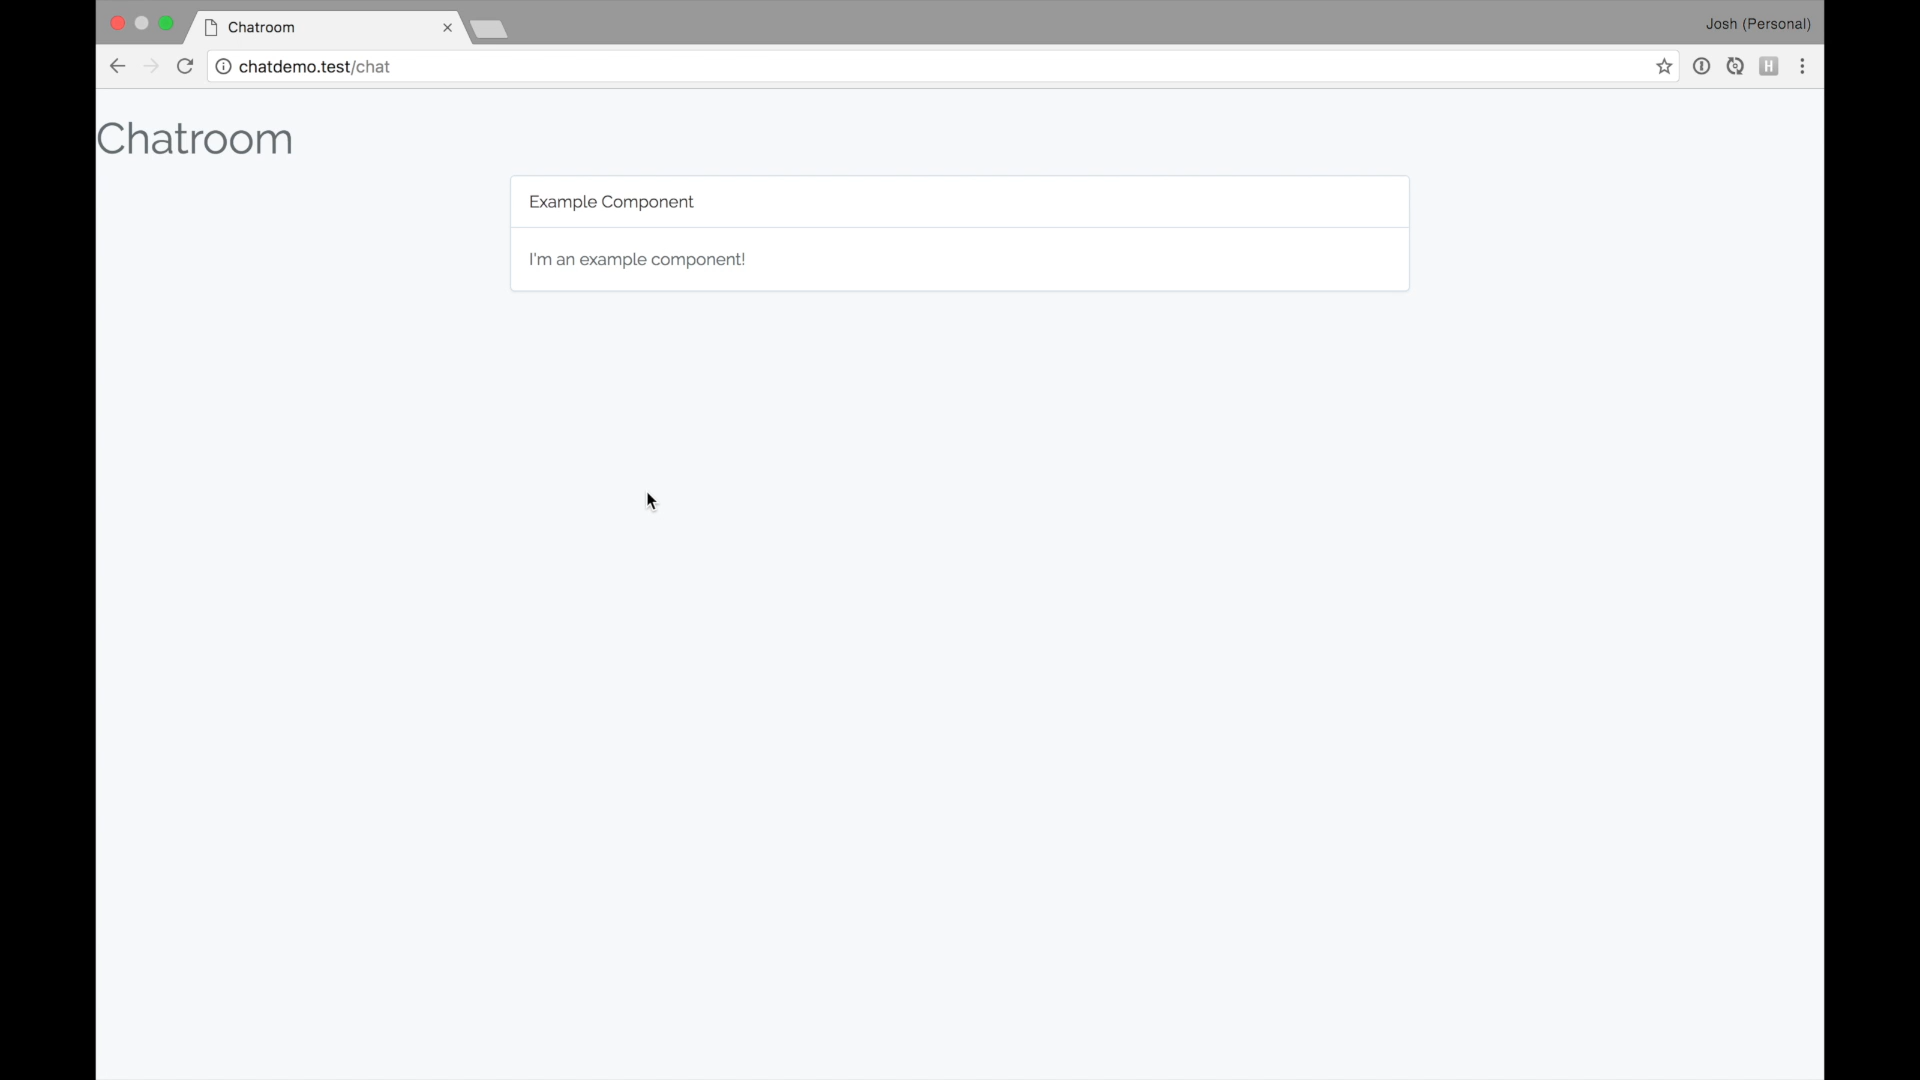 Chatroom
Josh (Personal)
chatdemo.test/chat
H
Chatroom
Example Component
I'm an example component!